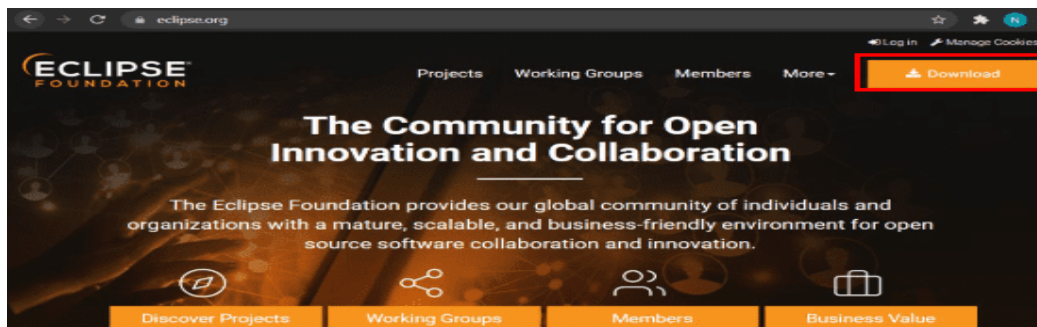 eclipse.org
N
Log in Manage Cookies
ECLIPSE
FOUNDATION
Projects Working Groups Members More Download
The Community for Open
Innovation and Collaboration
The Eclipse Foundation provides our global community of individuals and
organizations with a mature, scalable, and business-friendly environment for open
source software collaboration and innovation.
Discover Projects Working Groups Members Business Value